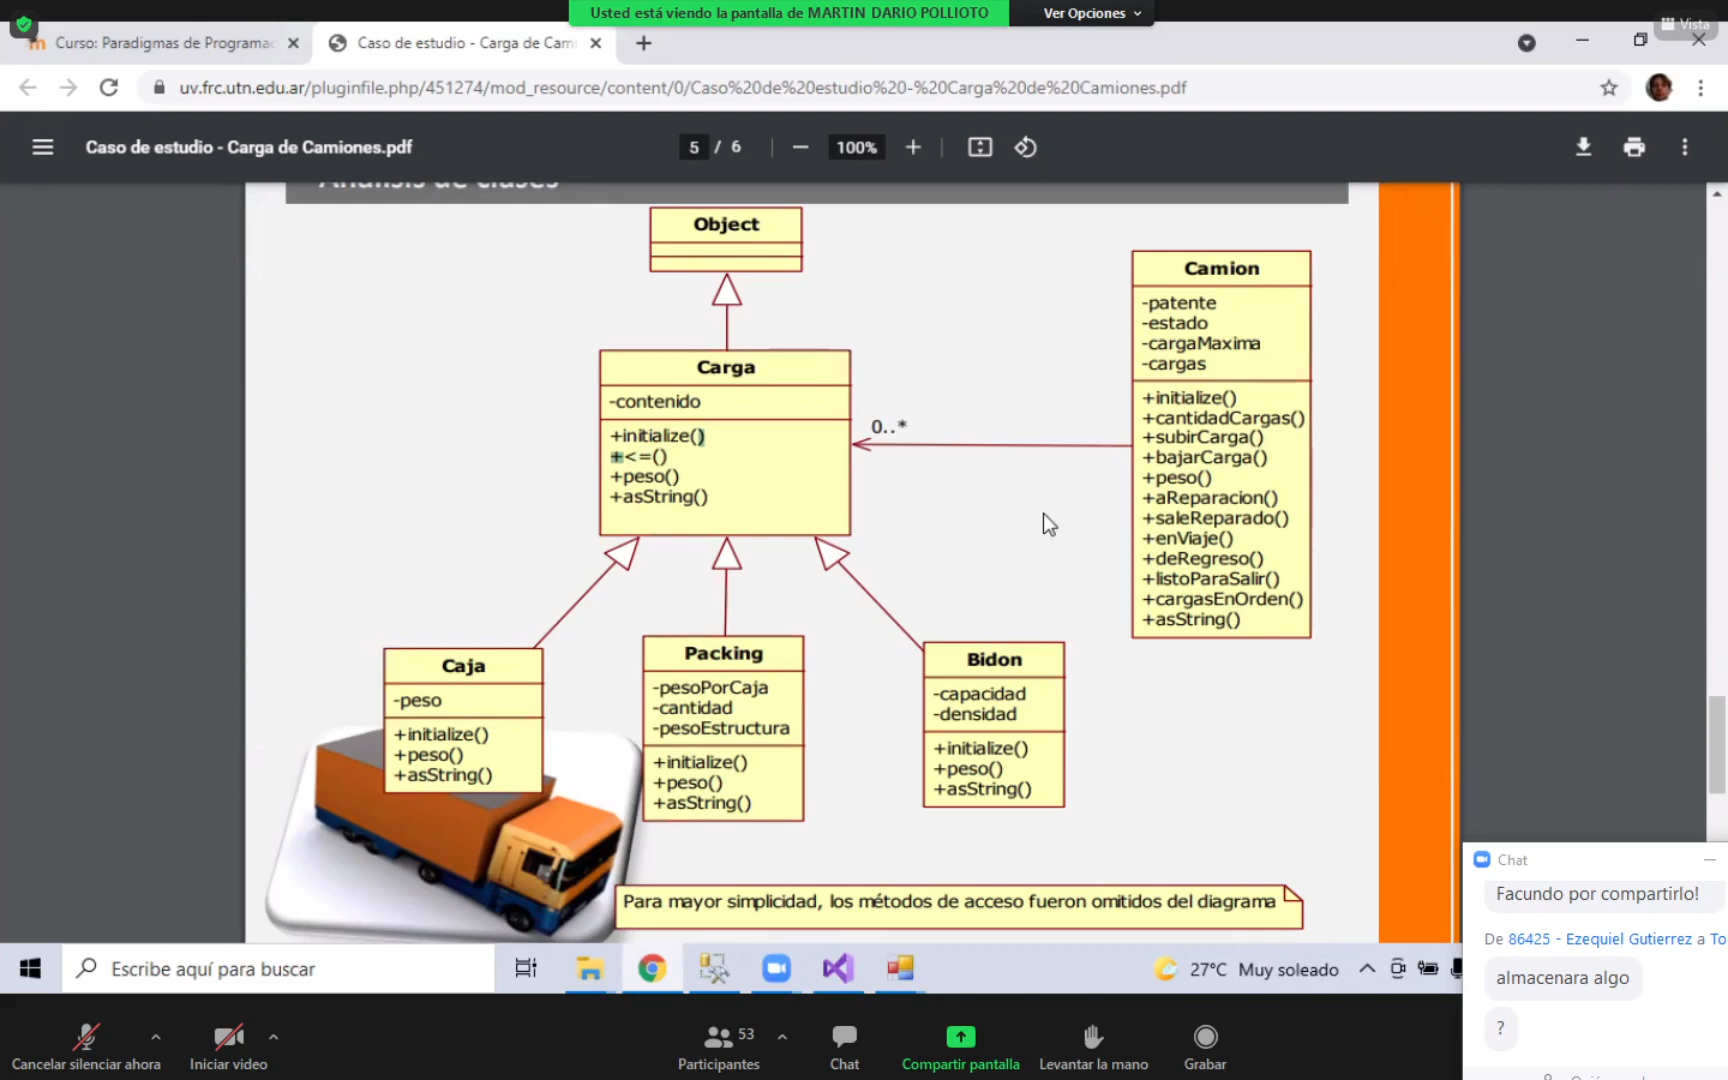 Usted está viendo la pantalla de MARTIN DARIO POLLIOTO
Ver Opciones
Vista
Curso: Paradigmas de Programac
Caso de estudio - Carga de Cam
uv.frc.utn.edu.ar/pluginfile.php/451274/mod_resource/content/0/Caso%20de%20estudio%20-%20Carga%20de%20Camiones.pdf
Caso de estudio - Carga de Camiones.pdf
5 / 6
100%
Análisis de clases
Object
Carga
-contenido
+initialize()
+<=()
+peso()
+asString()
0..*
Camion
-patente
-estado
-cargaMaxima
-cargas
+initialize()
+cantidadCargas()
+subirCarga()
+bajarCarga()
+peso()
+aReparacion()
+saleReparado()
+enViaje()
+deRegreso()
+listoParaSalir()
+cargasEnOrden()
+asString()
Caja
-peso
+initialize()
+peso()
+asString()
Packing
-pesoPorCaja
-cantidad
-pesoEstructura
+initialize()
+peso()
+asString()
Bidon
-capacidad
-densidad
+initialize()
+peso()
+asString()
Para mayor simplicidad, los métodos de acceso fueron omitidos del diagrama
Chat
Facundo por compartirlo!
De 86425 - Ezequiel Gutierrez a To
almacenara algo
?
Escribe aquí para buscar
27°C Muy soleado
Cancelar silenciar ahora
Iniciar video
53
Participantes
Chat
Compartir pantalla
Levantar la mano
Grabar